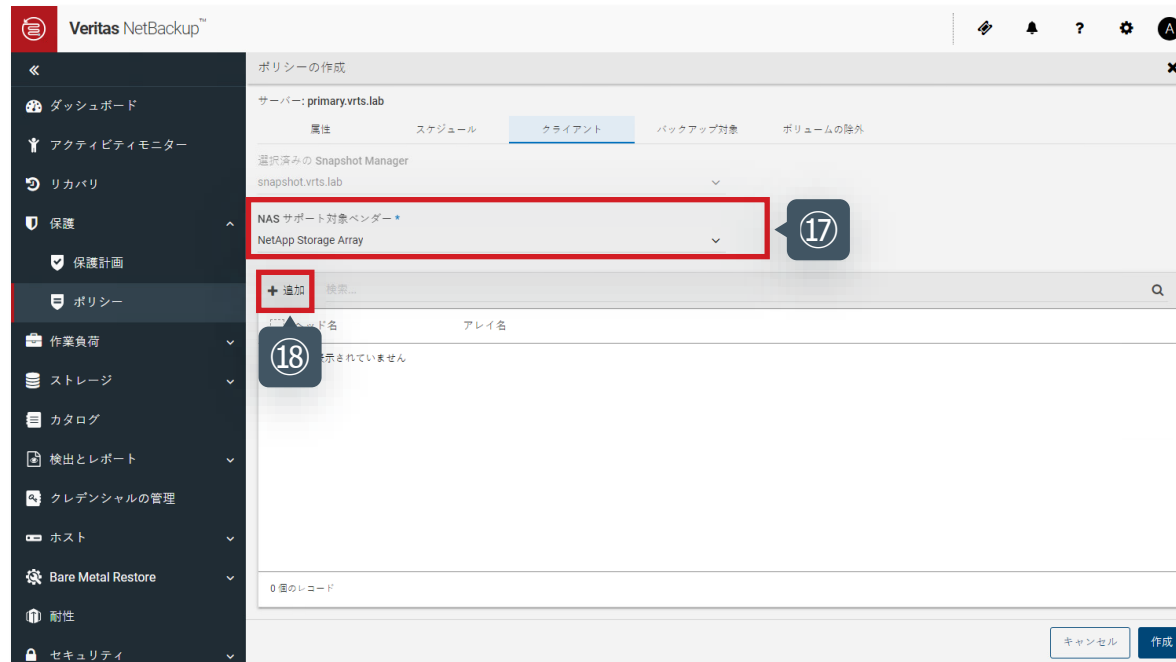 Veritas NetBackup™
?
A
«
ポリシーの作成
サーバー: primary.vrts.lab
属性
スケジュール
クライアント
バックアップ対象
ボリュームの除外
選択済みの Snapshot Manager
snapshot.vrts.lab
NAS サポート対象ベンダー *
NetApp Storage Array
⑰
+ 追加
検索...
ッド名
アレイ名
⑱
示されていません
0 個のレコード
キャンセル
作成
ダッシュボード
アクティビティモニター
リカバリ
保護
保護計画
ポリシー
作業負荷
ストレージ
カタログ
検出とレポート
クレデンシャルの管理
ホスト
Bare Metal Restore
耐性
セキュリティ